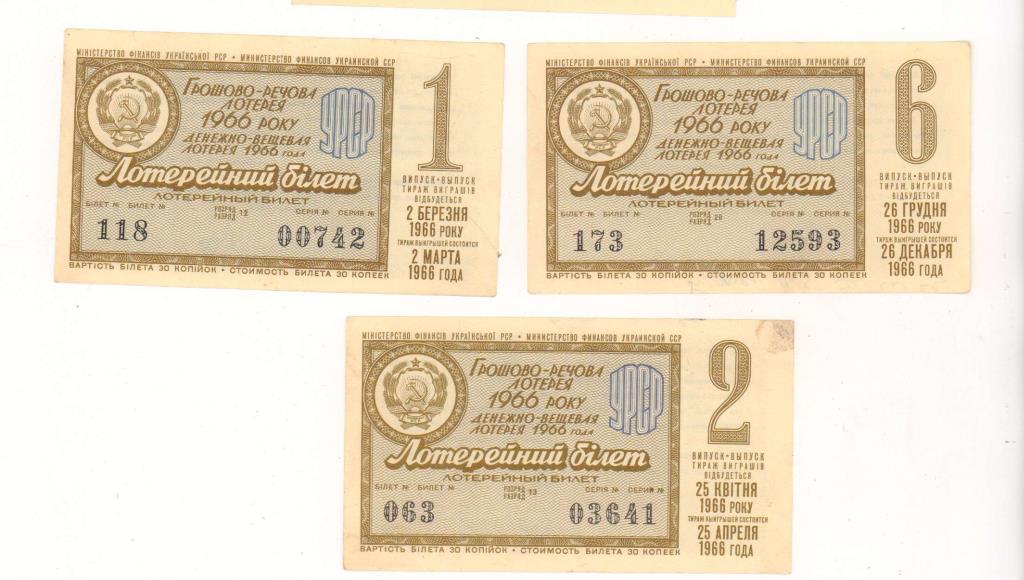 МІНІСТЕРСТВО ФІНАНСІВ УКРАЇНСЬКОЇ РСР • МИНИСТЕРСТВО ФИНАНСОВ УКРАИНСКОЙ ССР
ГРОШОВО-РЕЧОВА
ЛОТЕРЕЯ
1966 РОКУ
ДЕНЕЖНО-ВЕЩЕВАЯ
ЛОТЕРЕЯ 1966 ГОДА
УРСР
1
Лотерейний білет
ЛОТЕРЕЙНЫЙ БИЛЕТ
ВИПУСК • ВЫПУСК
ТИРАЖ ВИГРАШІВ
ВІДБУДЕТЬСЯ
2 БЕРЕЗНЯ
1966 РОКУ
ТИРАЖ ВЫИГРЫШЕЙ СОСТОИТСЯ
2 МАРТА
1966 ГОДА
БІЛЕТ № БИЛЕТ № РОЗРЯД РАЗРЯД 12 СЕРІЯ № СЕРИЯ №
118 00742
ВАРТІСТЬ БІЛЕТА 30 КОПІЙОК • СТОИМОСТЬ БИЛЕТА 30 КОПЕЕК
МІНІСТЕРСТВО ФІНАНСІВ УКРАЇНСЬКОЇ РСР • МИНИСТЕРСТВО ФИНАНСОВ УКРАИНСКОЙ ССР
ГРОШОВО-РЕЧОВА
ЛОТЕРЕЯ
1966 РОКУ
ДЕНЕЖНО-ВЕЩЕВАЯ
ЛОТЕРЕЯ 1966 ГОДА
УРСР
6
Лотерейний білет
ЛОТЕРЕЙНЫЙ БИЛЕТ
ВИПУСК • ВЫПУСК
ТИРАЖ ВИГРАШІВ
ВІДБУДЕТЬСЯ
26 ГРУДНЯ
1966 РОКУ
ТИРАЖ ВЫИГРЫШЕЙ СОСТОИТСЯ
26 ДЕКАБРЯ
1966 ГОДА
БІЛЕТ № БИЛЕТ № РОЗРЯД РАЗРЯД 26 СЕРІЯ № СЕРИЯ №
173 12593
ВАРТІСТЬ БІЛЕТА 30 КОПІЙОК • СТОИМОСТЬ БИЛЕТА 30 КОПЕЕК
МІНІСТЕРСТВО ФІНАНСІВ УКРАЇНСЬКОЇ РСР • МИНИСТЕРСТВО ФИНАНСОВ УКРАИНСКОЙ ССР
ГРОШОВО-РЕЧОВА
ЛОТЕРЕЯ
1966 РОКУ
ДЕНЕЖНО-ВЕЩЕВАЯ
ЛОТЕРЕЯ 1966 ГОДА
УРСР
2
Лотерейний білет
ЛОТЕРЕЙНЫЙ БИЛЕТ
ВИПУСК • ВЫПУСК
ТИРАЖ ВИГРАШІВ
ВІДБУДЕТЬСЯ
25 КВІТНЯ
1966 РОКУ
ТИРАЖ ВЫИГРЫШЕЙ СОСТОИТСЯ
25 АПРЕЛЯ
1966 ГОДА
БІЛЕТ № БИЛЕТ № РОЗРЯД РАЗРЯД 13 СЕРІЯ № СЕРИЯ №
063 03641
ВАРТІСТЬ БІЛЕТА 30 КОПІЙОК • СТОИМОСТЬ БИЛЕТА 30 КОПЕЕК